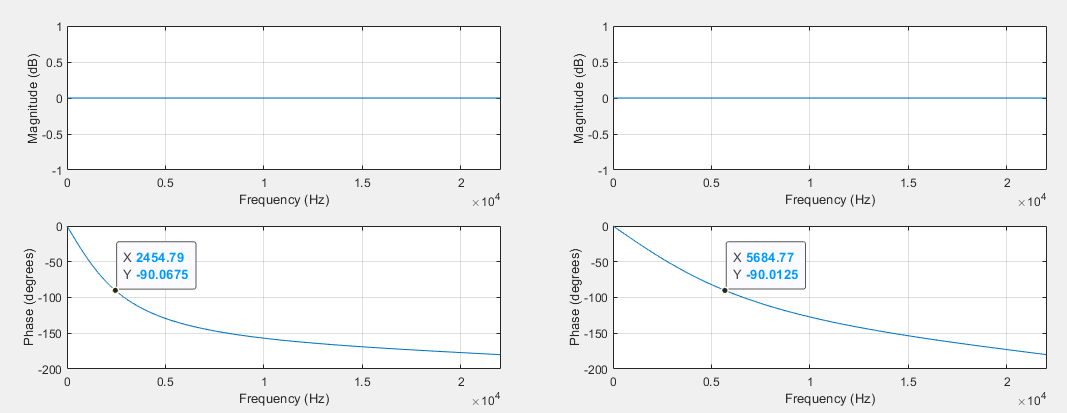 1
0.5
0
-0.5
-1
Magnitude (dB)
0 0.5 1 1.5 2
Frequency (Hz)
×10^4
1
0.5
0
-0.5
-1
Magnitude (dB)
0 0.5 1 1.5 2
Frequency (Hz)
×10^4
0
-50
-100
-150
-200
Phase (degrees)
X 2454.79
Y -90.0675
0 0.5 1 1.5 2
Frequency (Hz)
×10^4
0
-50
-100
-150
-200
Phase (degrees)
X 5684.77
Y -90.0125
0 0.5 1 1.5 2
Frequency (Hz)
×10^4